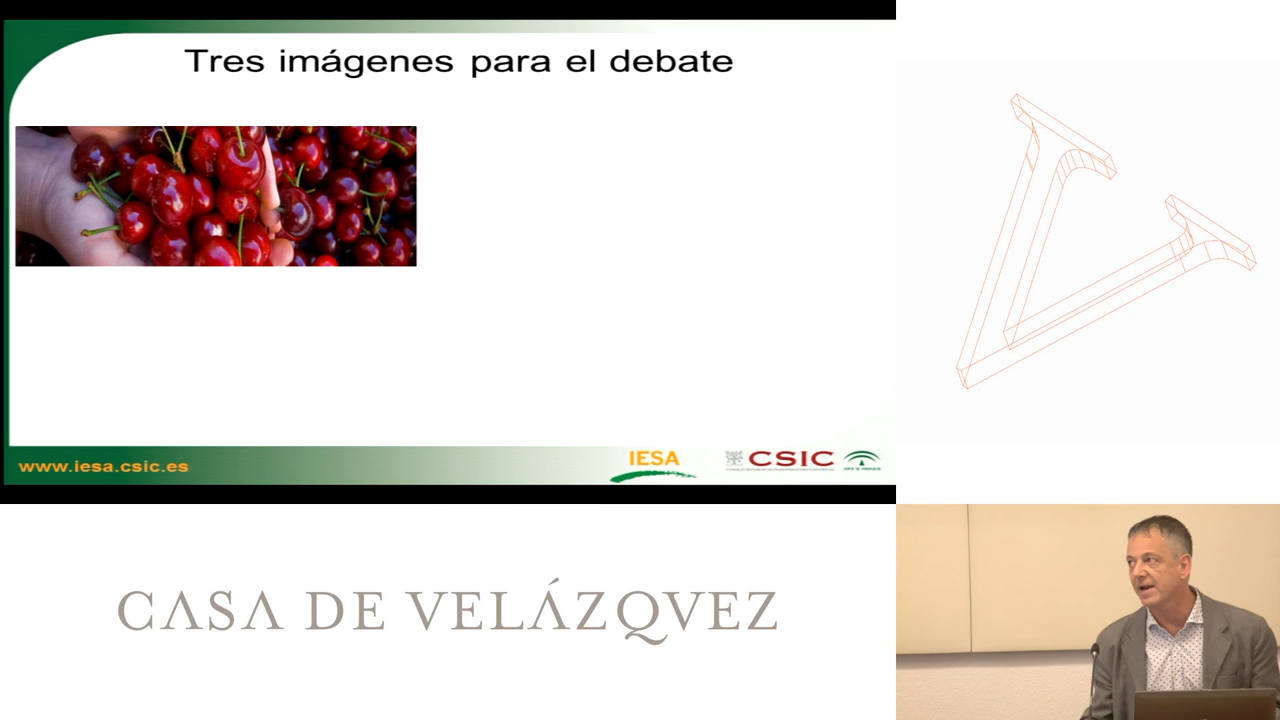 Tres imágenes para el debate
www.iesa.csic.es
IESA
CSIC
CASA DE VELÁZQVEZ